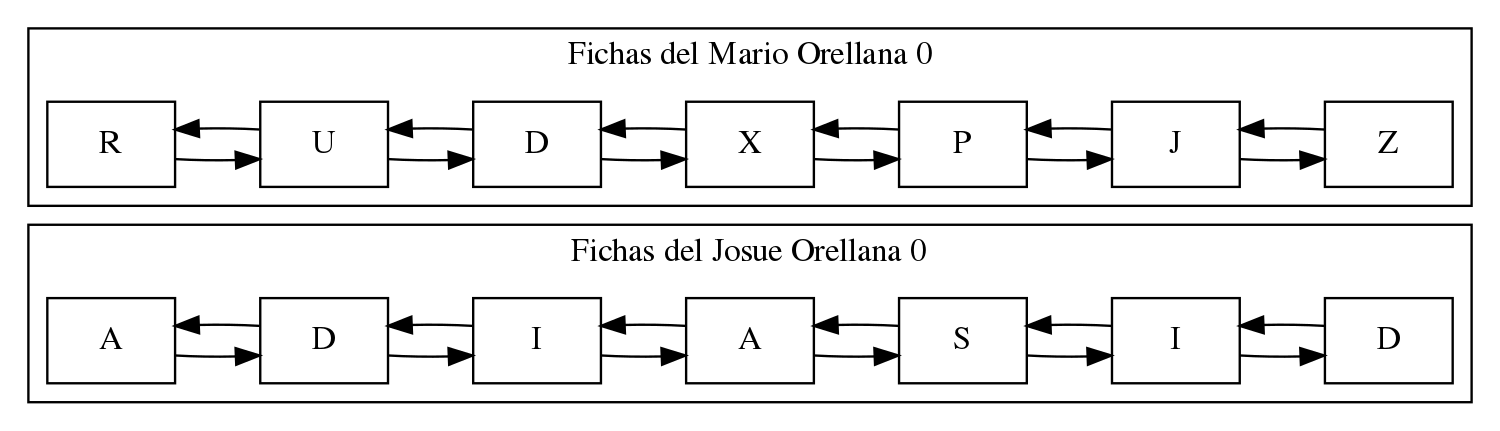 Fichas del Mario Orellana 0
R U D X P J Z
Fichas del Josue Orellana 0
A D I A S I D